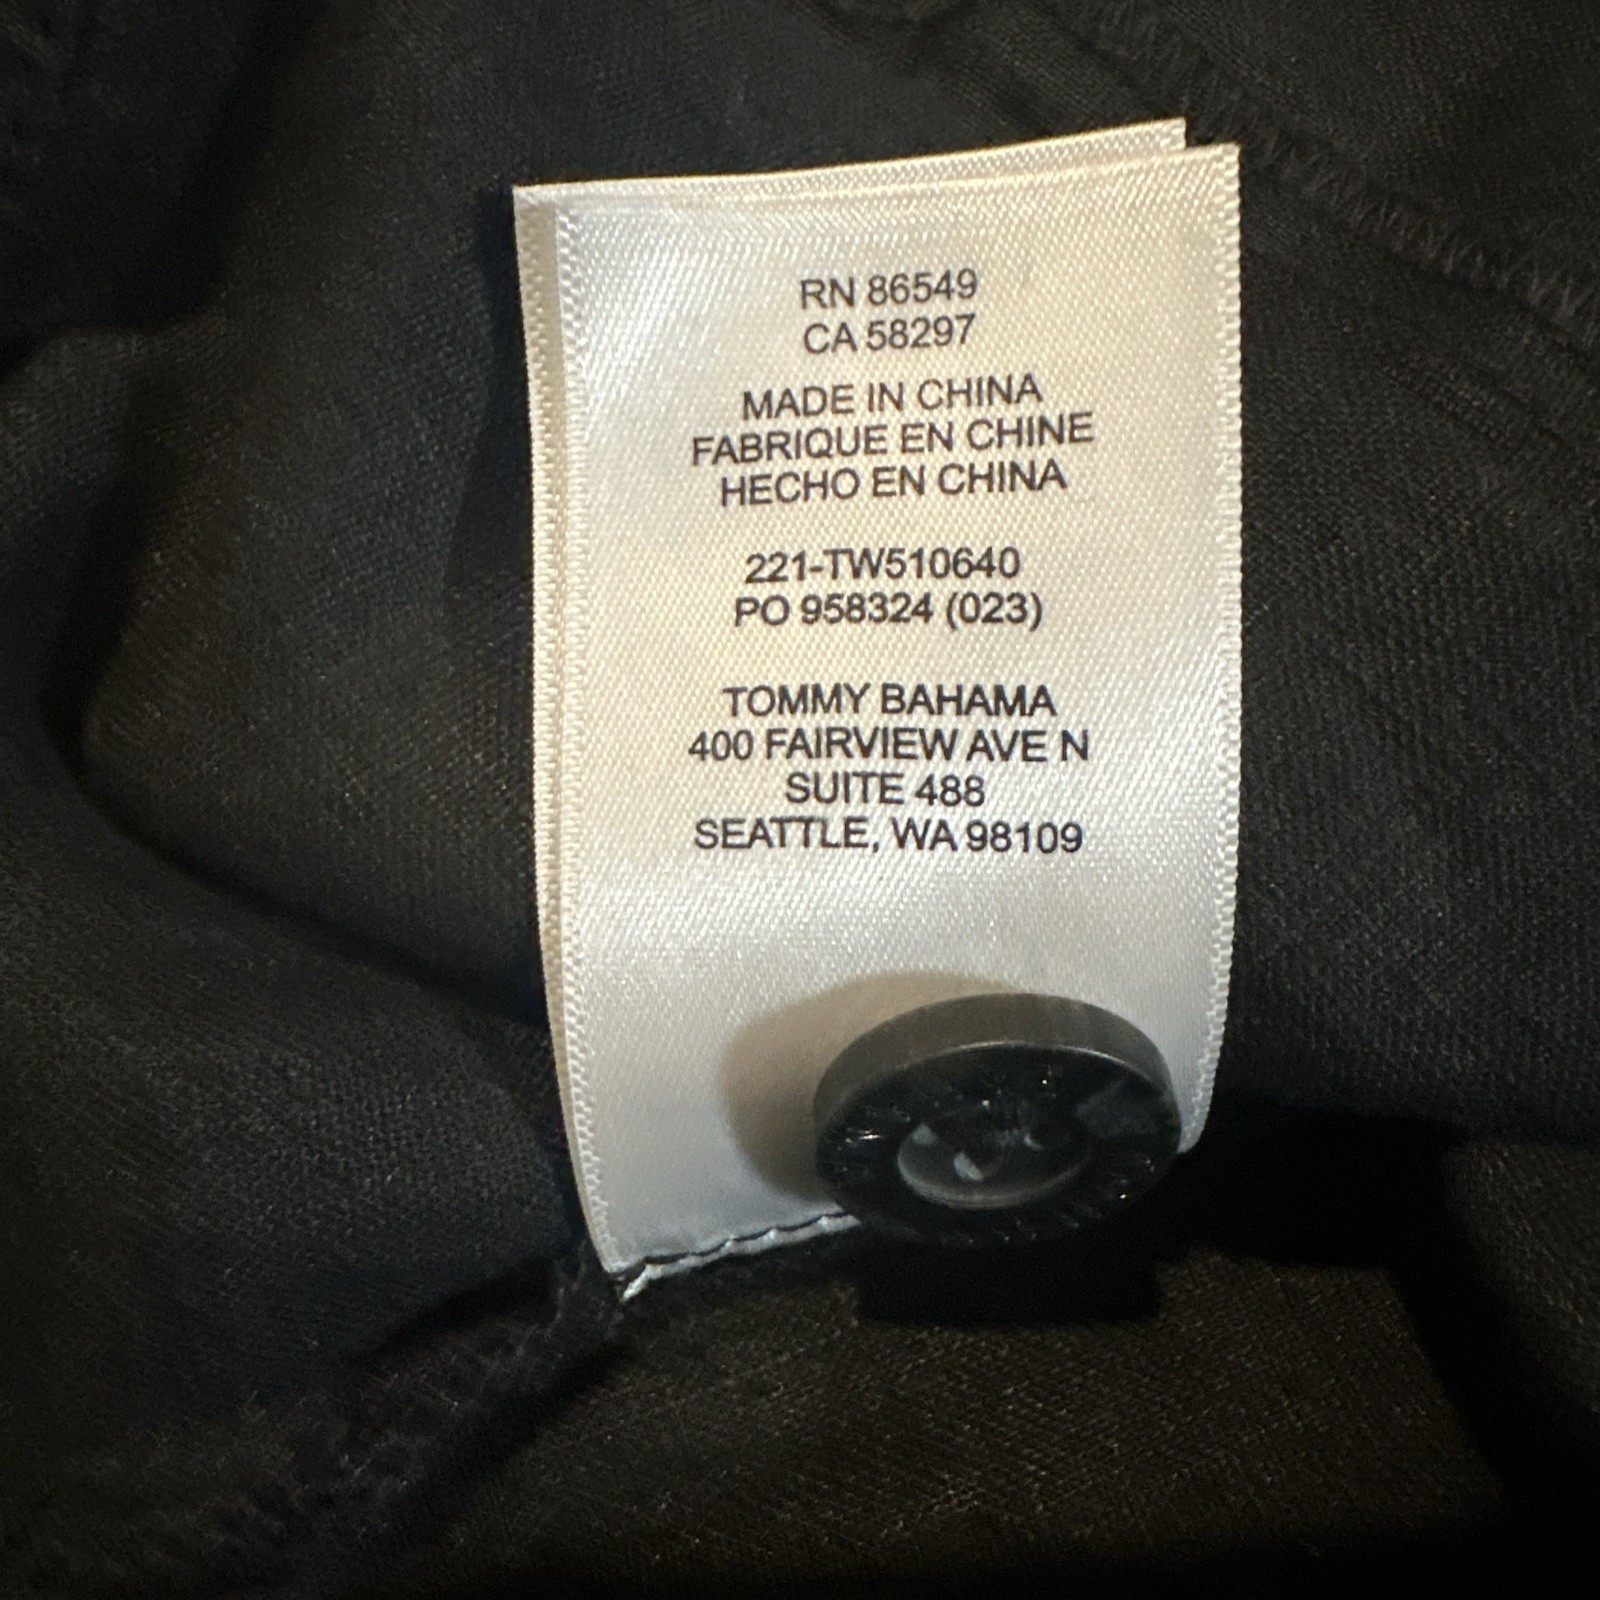 RN 86549
CA 58297
MADE IN CHINA
FABRIQUE EN CHINE
HECHO EN CHINA
221-TW510640
PO 958324 (023)
TOMMY BAHAMA
400 FAIRVIEW AVE N
SUITE 488
SEATTLE, WA 98109